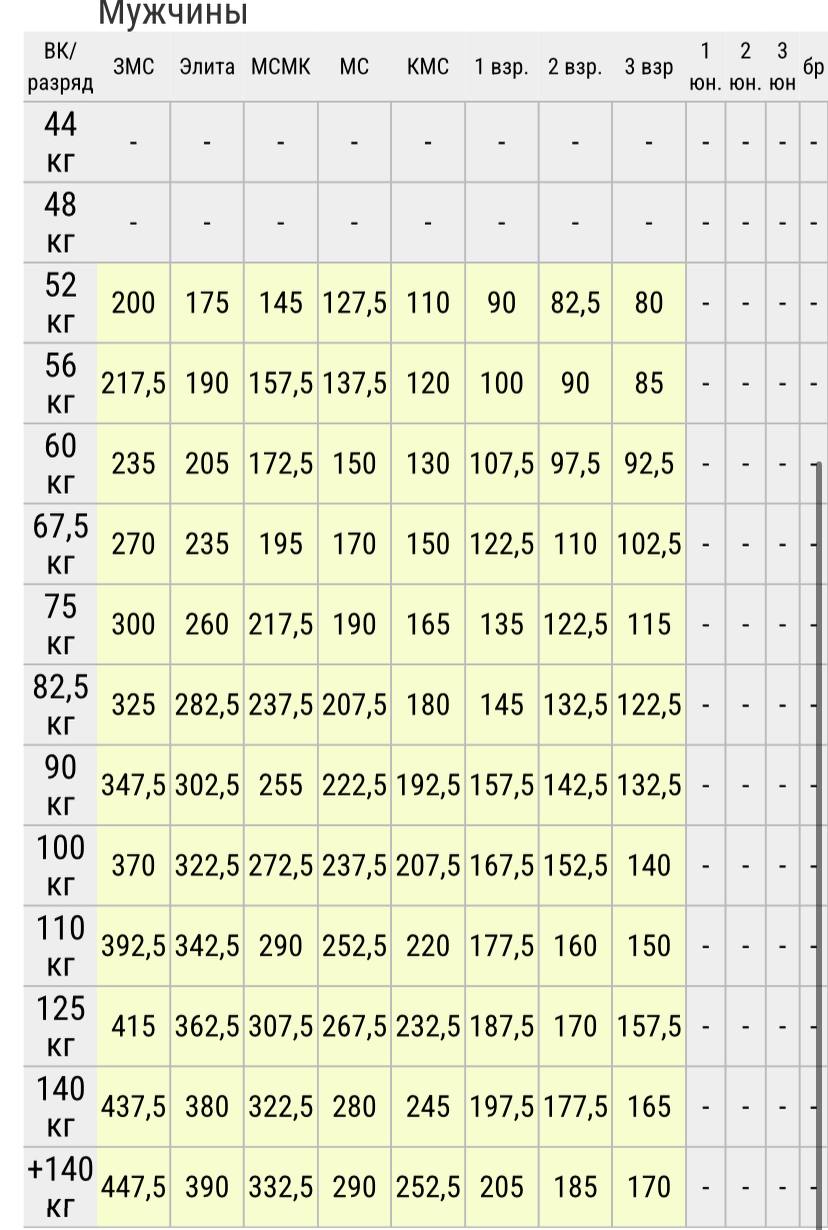 Мужчины
ВК/разряд ЗМС Элита МСМК МС КМС 1 взр. 2 взр. 3 взр 1 юн. 2 юн. 3 юн бр
44 кг - - - - - - - - - - - -
48 кг - - - - - - - - - - - -
52 кг 200 175 145 127,5 110 90 82,5 80 - - - -
56 кг 217,5 190 157,5 137,5 120 100 90 85 - - - -
60 кг 235 205 172,5 150 130 107,5 97,5 92,5 - - - -
67,5 кг 270 235 195 170 150 122,5 110 102,5 - - - -
75 кг 300 260 217,5 190 165 135 122,5 115 - - - -
82,5 кг 325 282,5 237,5 207,5 180 145 132,5 122,5 - - - -
90 кг 347,5 302,5 255 222,5 192,5 157,5 142,5 132,5 - - - -
100 кг 370 322,5 272,5 237,5 207,5 167,5 152,5 140 - - - -
110 кг 392,5 342,5 290 252,5 220 177,5 160 150 - - - -
125 кг 415 362,5 307,5 267,5 232,5 187,5 170 157,5 - - - -
140 кг 437,5 380 322,5 280 245 197,5 177,5 165 - - - -
+140 кг 447,5 390 332,5 290 252,5 205 185 170 - - - -